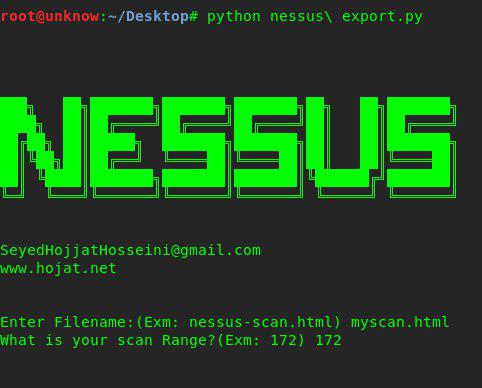 root@unknow:~/Desktop# python nessus\ export.py
NESSUS
SeyedHojjatHosseini@gmail.com
www.hojat.net
Enter Filename:(Exm: nessus-scan.html) myscan.html
What is your scan Range?(Exm: 172) 172